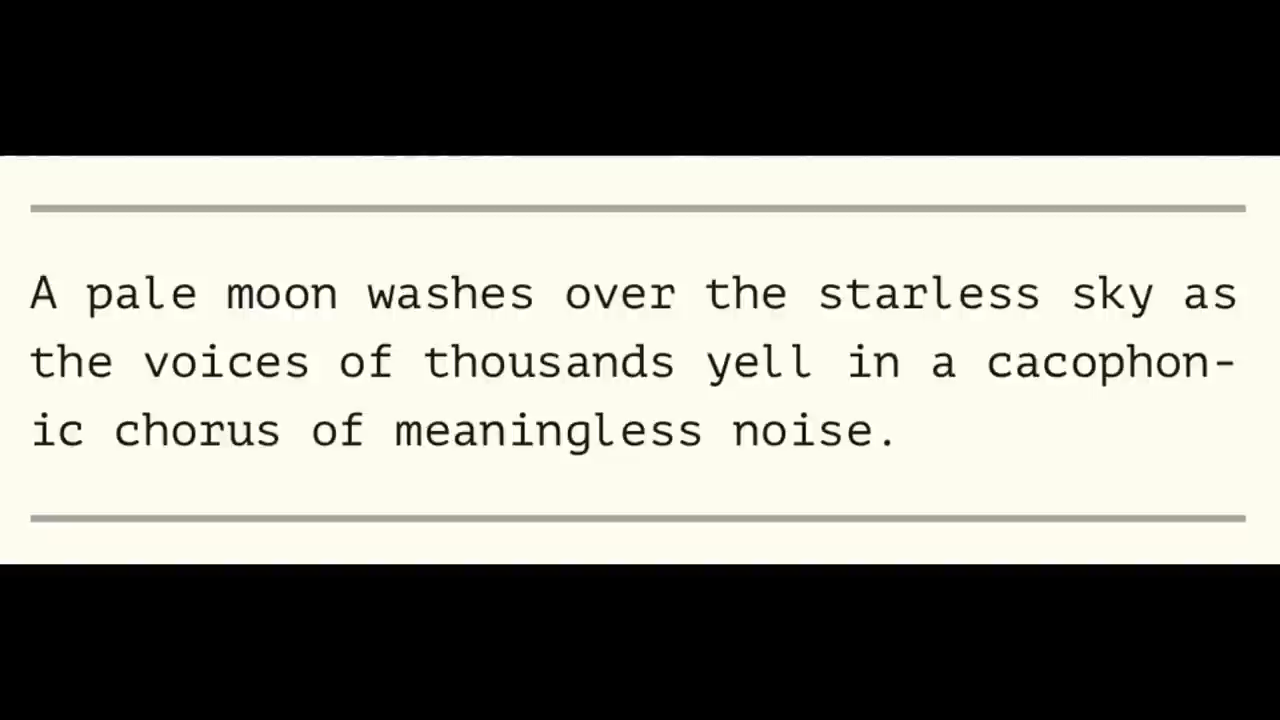 A pale moon washes over the starless sky as
the voices of thousands yell in a cacophon-
ic chorus of meaningless noise.